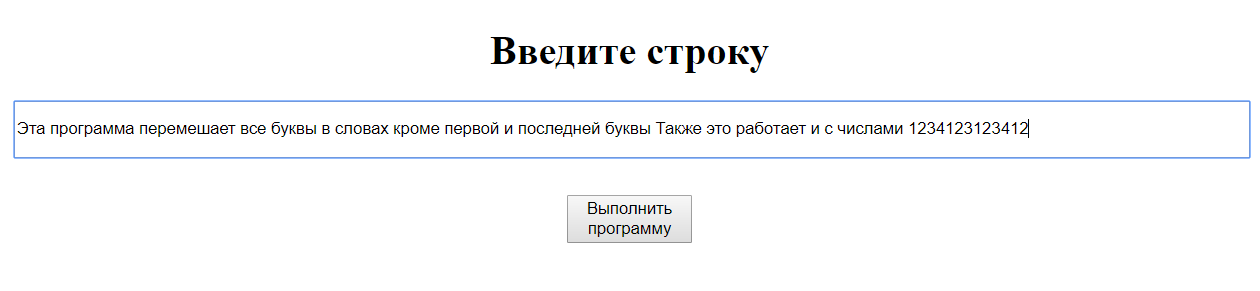 Введите строку
Эта программа перемешает все буквы в словах кроме первой и последней буквы Также это работает и с числами 1234123123412
Выполнить
программу